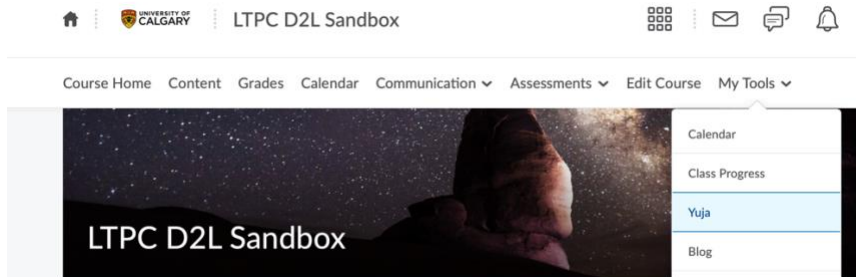 UNIVERSITY OF
CALGARY
LTPC D2L Sandbox
Course Home Content Grades Calendar Communication Assessments Edit Course My Tools
Calendar
Class Progress
Yuja
Blog
LTPC D2L Sandbox